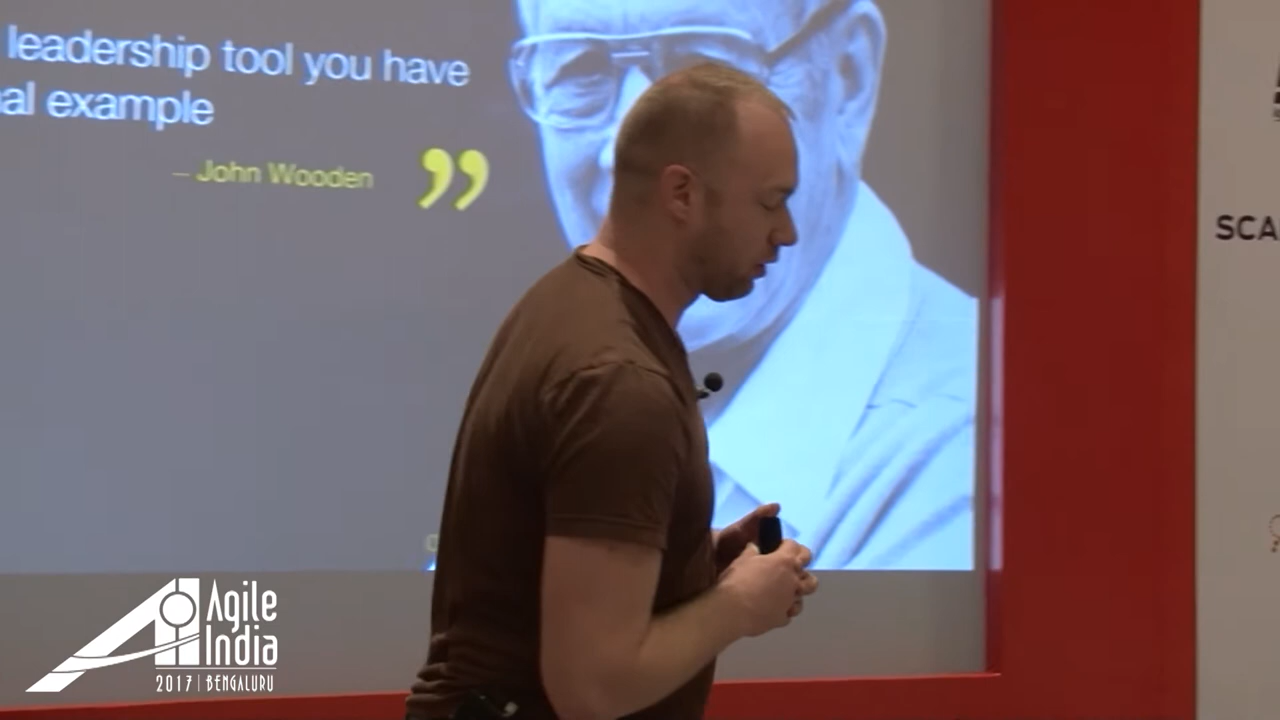 leadership tool you have
al example
– John Wooden ”
SCA
Agile
India
2017 | BENGALURU